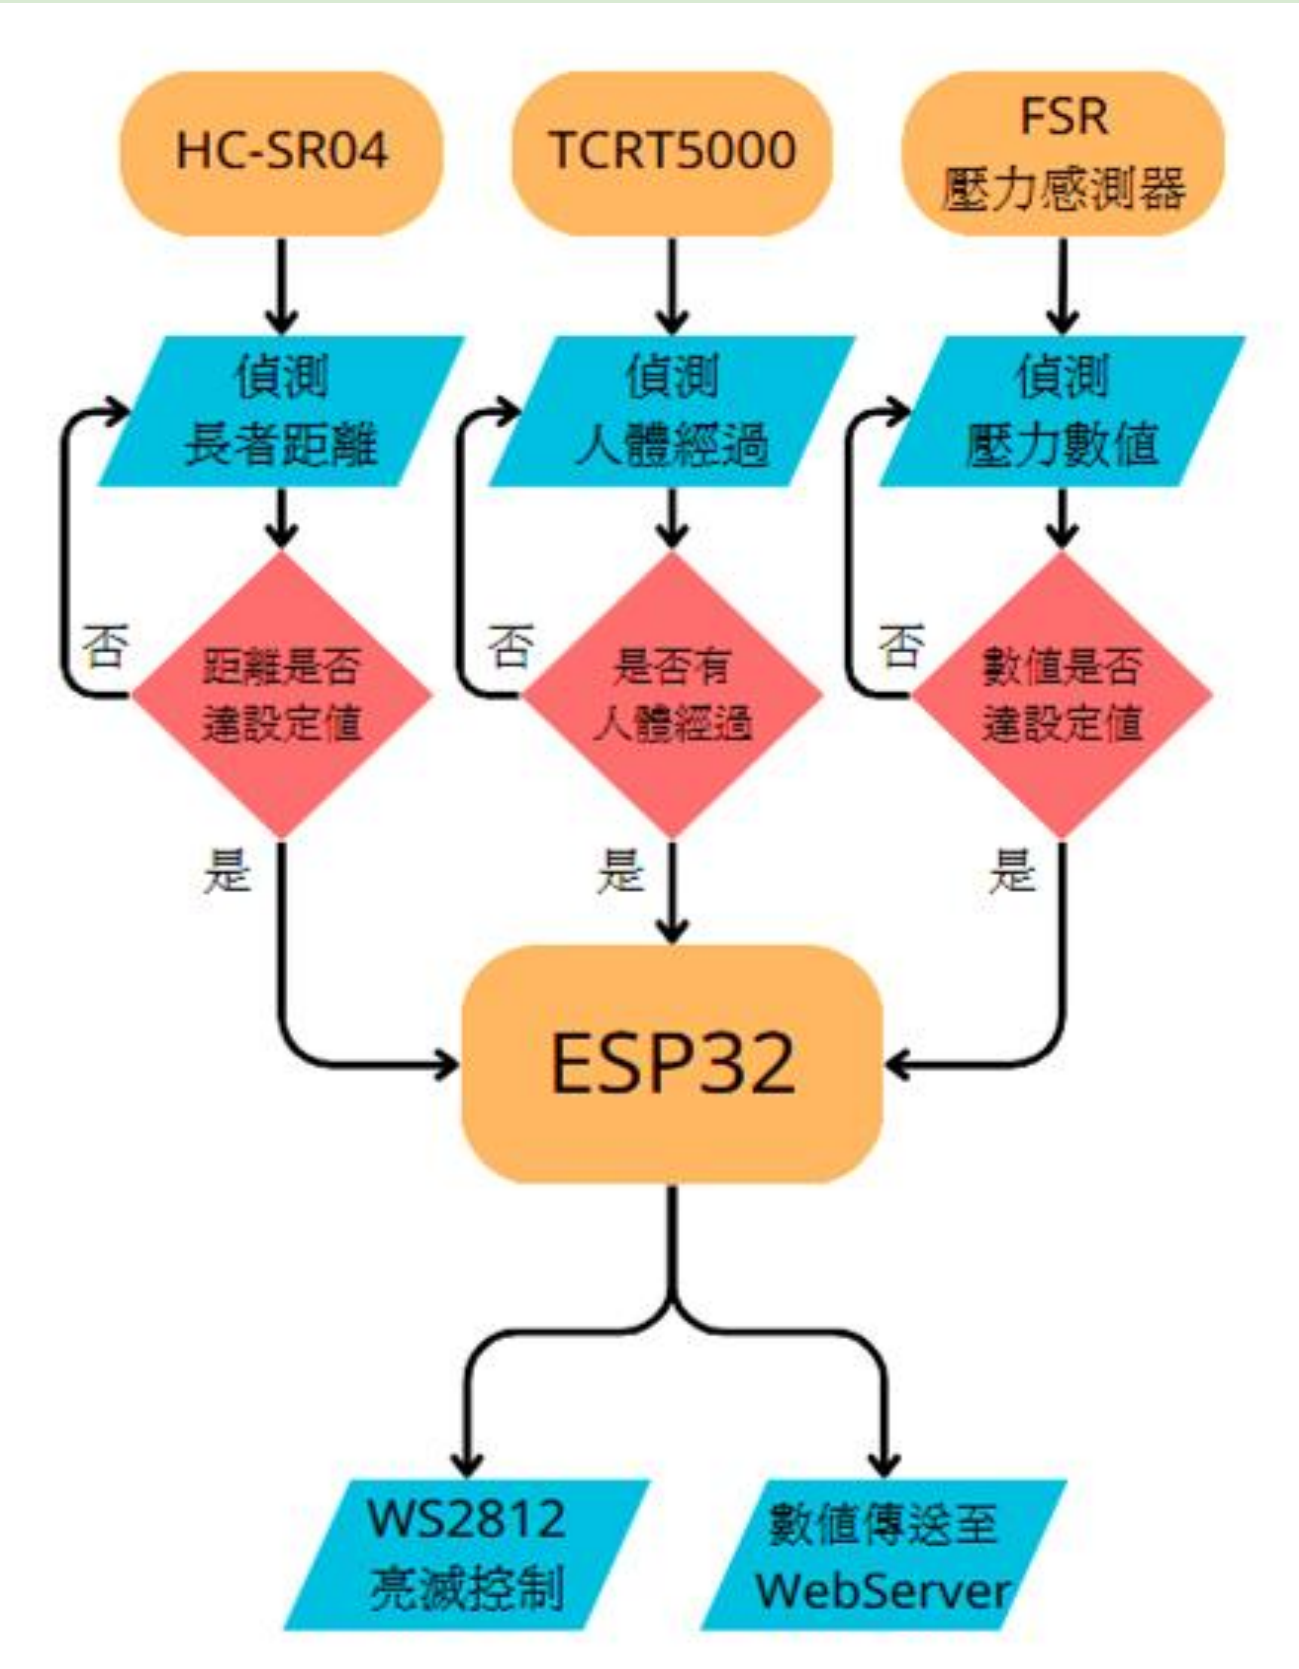 HC-SR04
TCRT5000
FSR
壓力感測器
偵測
長者距離
偵測
人體經過
偵測
壓力數值
否
距離是否
達設定值
否
是否有
人體經過
否
數值是否
達設定值
是
是
是
ESP32
WS2812
亮滅控制
數值傳送至
WebServer